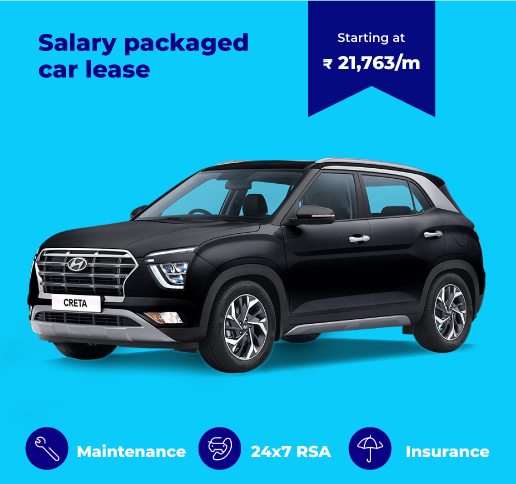 Salary packaged
car lease
Starting at
₹ 21,763/m
CRETA
Maintenance
24x7 RSA
Insurance